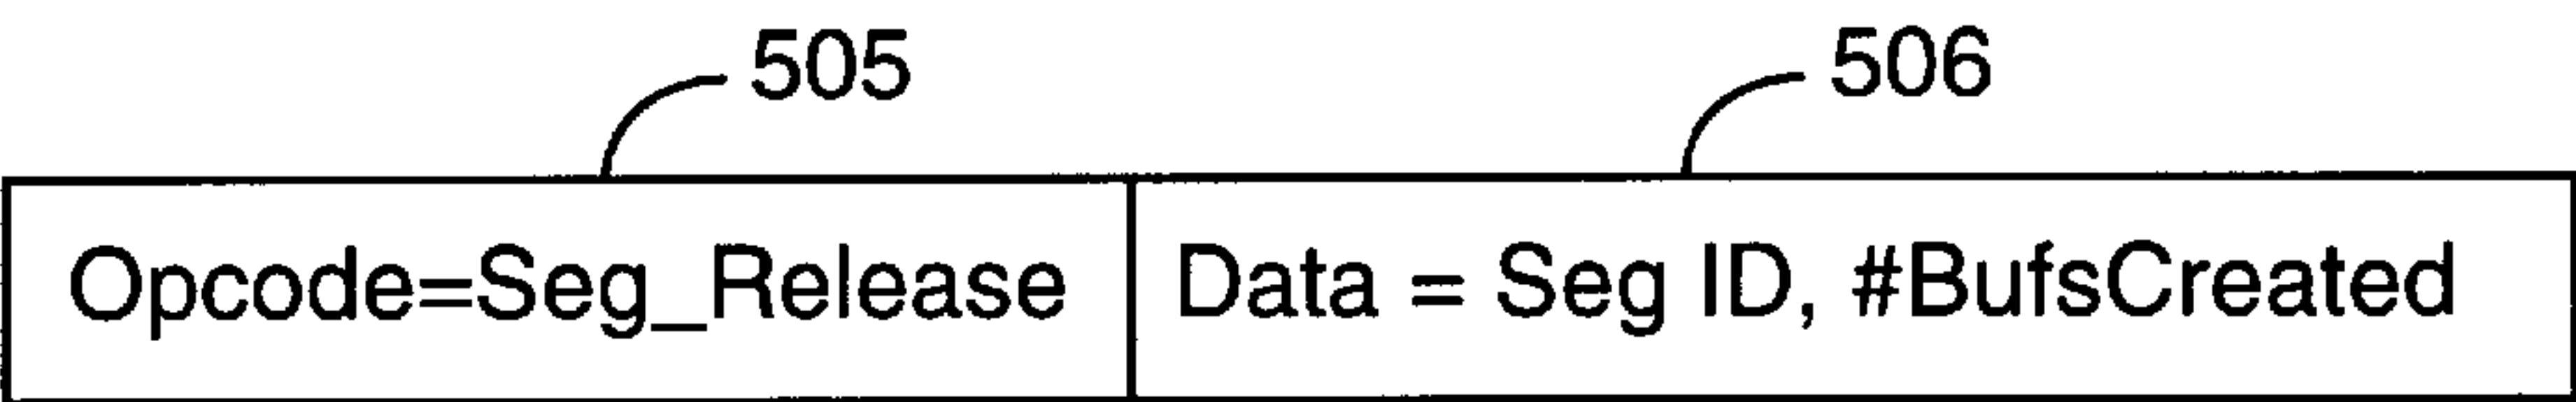 505 506
Opcode=Seg_Release Data = Seg ID, #BufsCreated